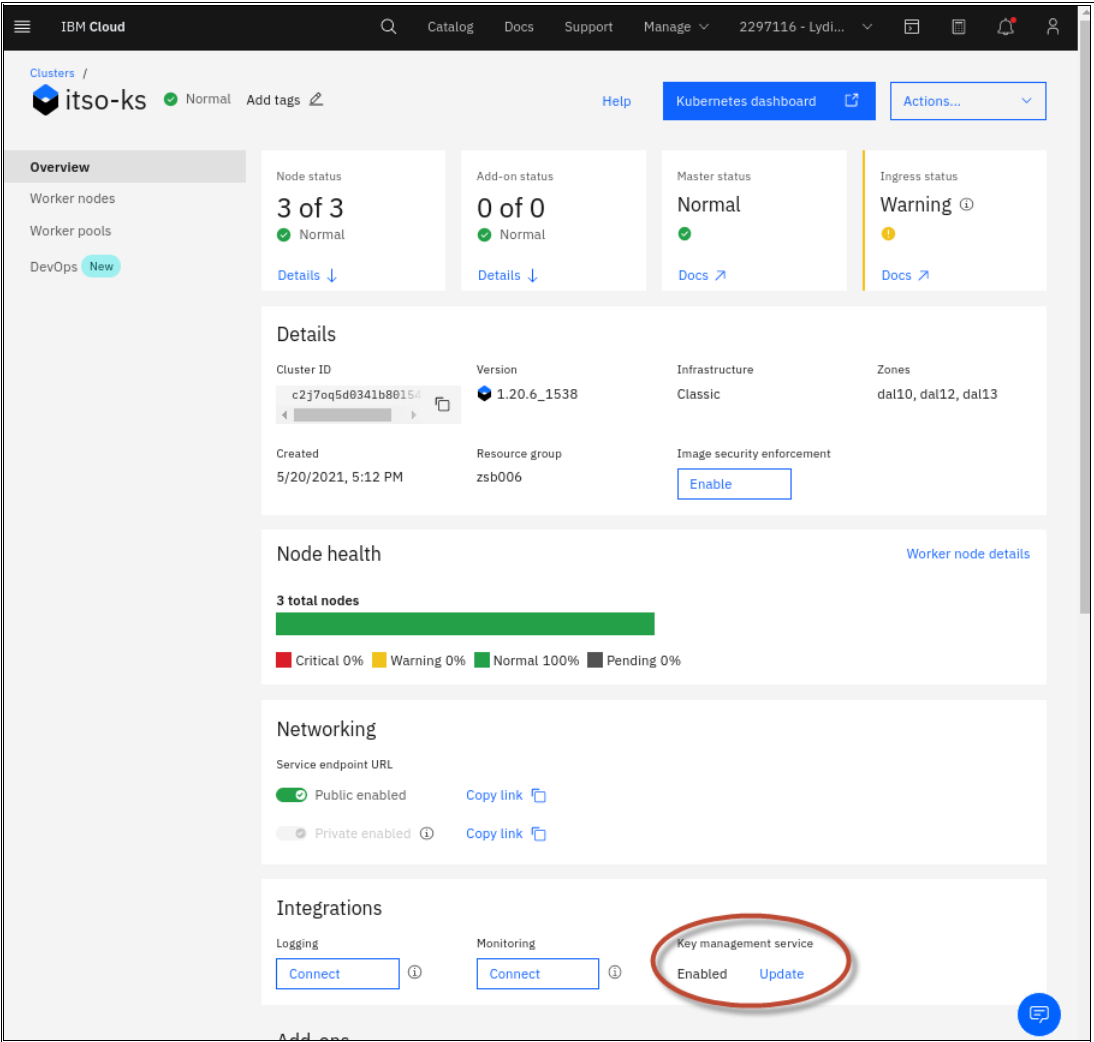 IBM Cloud
Catalog Docs Support Manage 2297116 - Lydi...
Clusters /
itso-ks Normal Add tags
Help Kubernetes dashboard Actions...
Overview
Worker nodes
Worker pools
DevOps New
Node status
3 of 3
Normal
Details ↓
Add-on status
0 of 0
Normal
Details ↓
Master status
Normal
Docs ↗
Ingress status
Warning
Docs ↗
Details
Cluster ID
c2j7oq5d0341b80154
Version
1.20.6_1538
Infrastructure
Classic
Zones
dal10, dal12, dal13
Created
5/20/2021, 5:12 PM
Resource group
zsb006
Image security enforcement
Enable
Node health
Worker node details
3 total nodes
Critical 0% Warning 0% Normal 100% Pending 0%
Networking
Service endpoint URL
Public enabled Copy link
Private enabled Copy link
Integrations
Logging
Connect
Monitoring
Connect
Key management service
Enabled Update
Add-ons